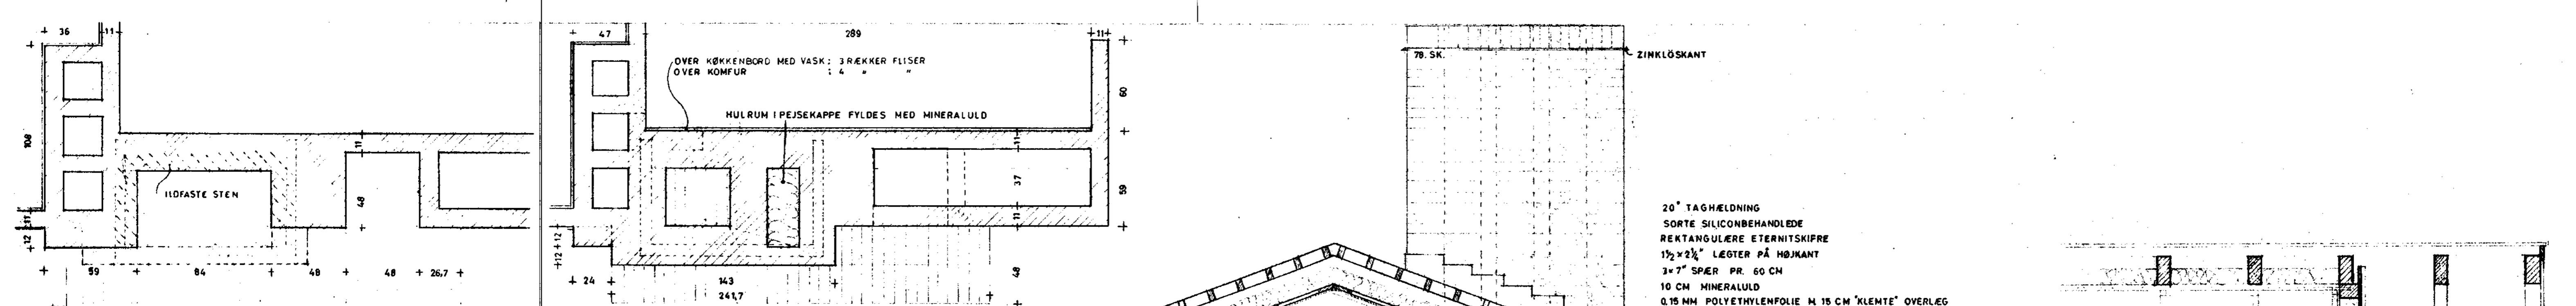 36
11
108
11
48
ILDFASTE STEN
11
12
59
84
48
48
26,7
47
289
11
OVER KØKKENBORD MED VASK: 3 RÆKKER FLISER
OVER KOMFUR : 4 " "
HULRUM I PEJSEKAPPE FYLDES MED MINERALULD
60
11
37
59
11
12
12
24
143
48
241,7
78. SK.
ZINKLÖSKANT
20° TAGHÆLDNING
SORTE SILICONBEHANDLEDE
REKTANGULÆRE ETERNITSKIFRE
1½ × 2¼" LÆGTER PÅ HØJKANT
3 × 7" SPÆR PR. 60 CM
10 CM MINERALULD
0,15 MM POLYETHYLENFOLIE M. 15 CM "KLEMTE" OVERLÆG